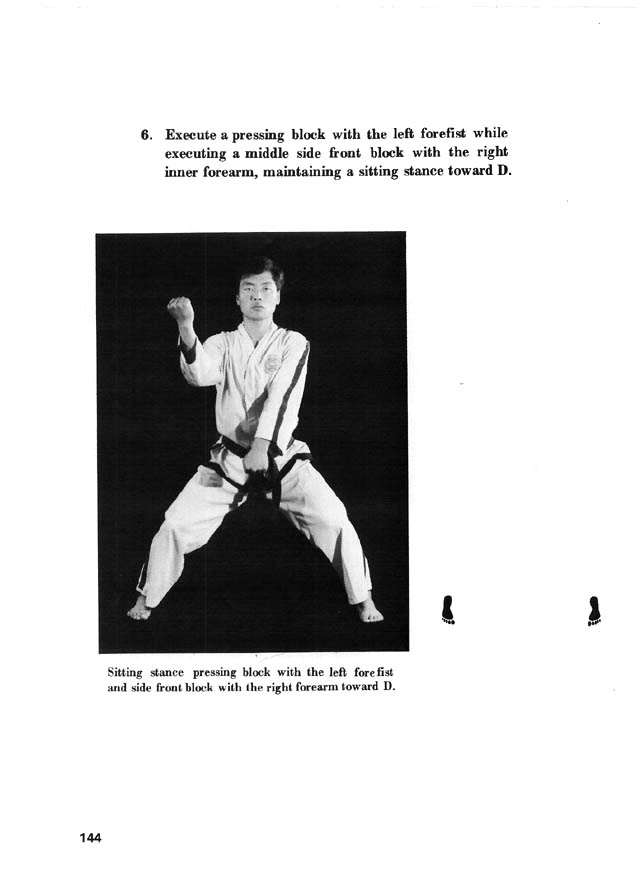 6. Execute a pressing block with the left forefist while
executing a middle side front block with the right
inner forearm, maintaining a sitting stance toward D.
Sitting stance pressing block with the left forefist
and side front block with the right forearm toward D.
144